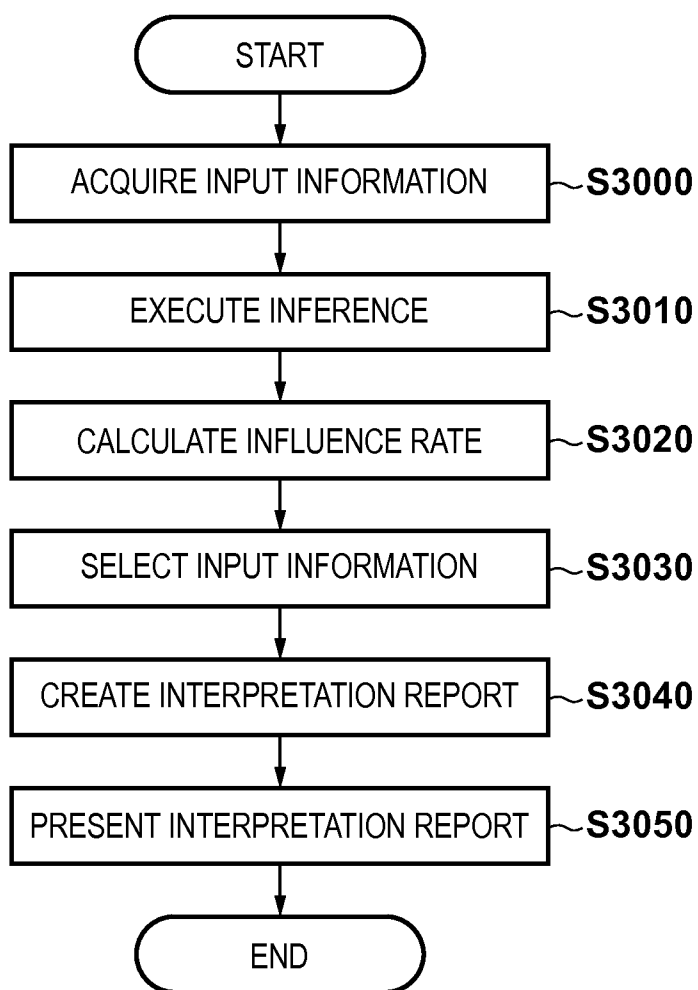 START
ACQUIRE INPUT INFORMATION S3000
EXECUTE INFERENCE S3010
CALCULATE INFLUENCE RATE S3020
SELECT INPUT INFORMATION S3030
CREATE INTERPRETATION REPORT S3040
PRESENT INTERPRETATION REPORT S3050
END